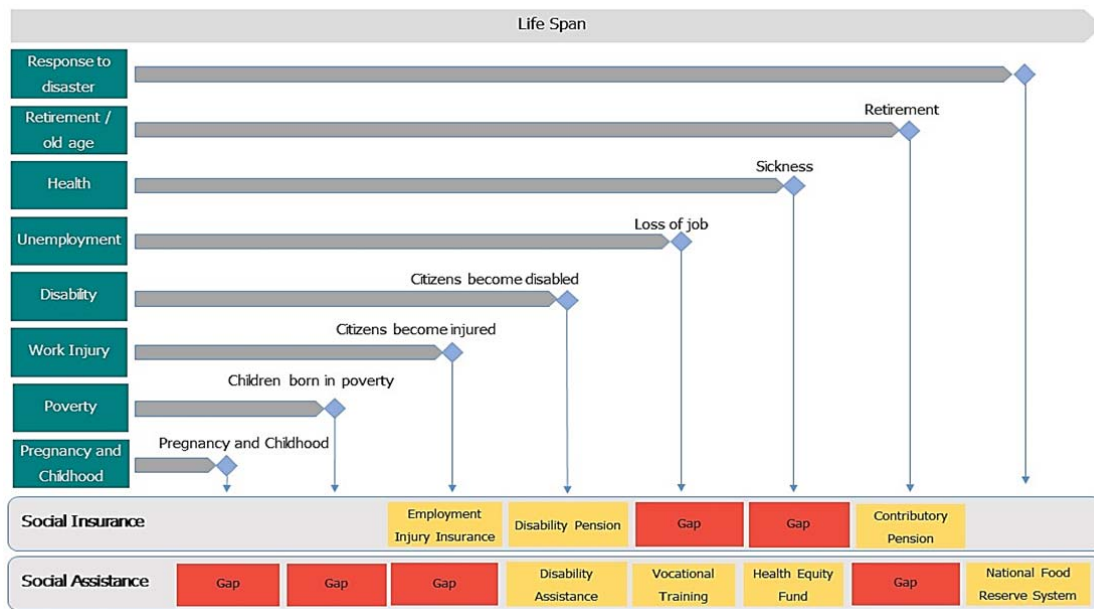 Life Span
Response to
disaster
Retirement /
old age
Retirement
Health
Sickness
Unemployment
Loss of job
Disability
Citizens become disabled
Work Injury
Citizens become injured
Poverty
Children born in poverty
Pregnancy and
Childhood
Pregnancy and Childhood
Social Insurance
Employment
Injury Insurance
Disability Pension
Gap
Gap
Contributory
Pension
Social Assistance
Gap
Gap
Gap
Disability
Assistance
Vocational
Training
Health Equity
Fund
Gap
National Food
Reserve System